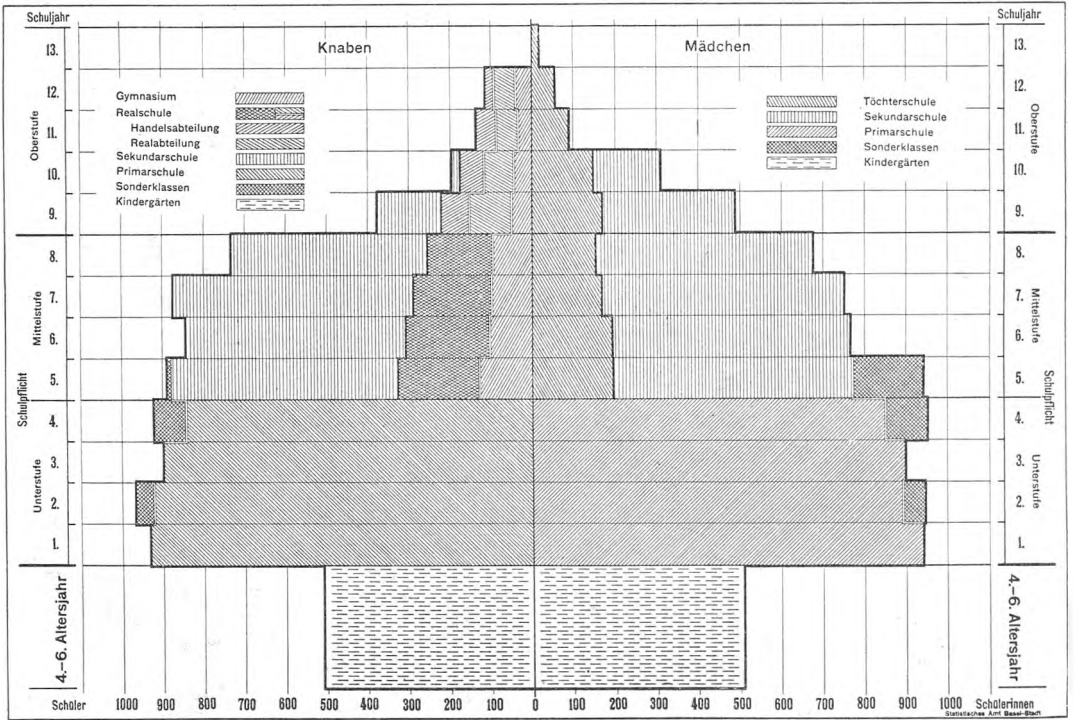 Schuljahr
Schuljahr
Knaben
Mädchen
13.
12.
11.
10.
9.
8.
7.
6.
5.
4.
3.
2.
1.
Oberstufe
Mittelstufe
Unterstufe
Schulpflicht
4.–6. Altersjahr
Gymnasium
Realschule
Handelsabteilung
Realabteilung
Sekundarschule
Primarschule
Sonderklassen
Kindergärten
Töchterschule
Sekundarschule
Primarschule
Sonderklassen
Kindergärten
13.
12.
11.
10.
9.
8.
7.
6.
5.
4.
3.
2.
1.
Oberstufe
Mittelstufe
Unterstufe
Schulpflicht
4.–6. Altersjahr
Schüler 1000 900 800 700 600 500 400 300 200 100 0 100 200 300 400 500 600 700 800 900 1000 Schülerinnen
Statistisches Amt Basel-Stadt